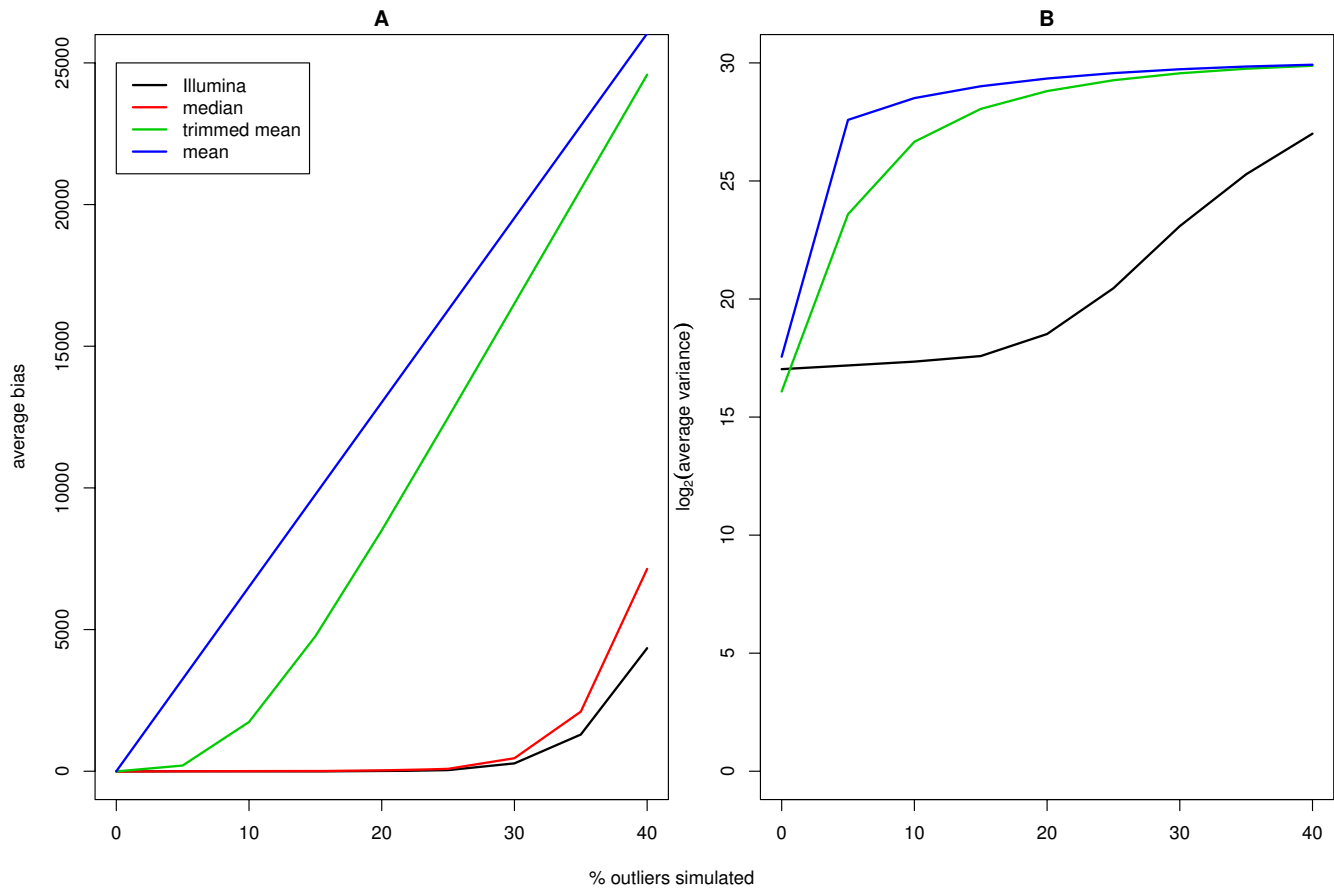 A
average bias
25000
20000
15000
10000
5000
0
Illumina
median
trimmed mean
mean
0 10 20 30 40
B
log₂(average variance)
30
25
20
15
10
5
0
0 10 20 30 40
% outliers simulated